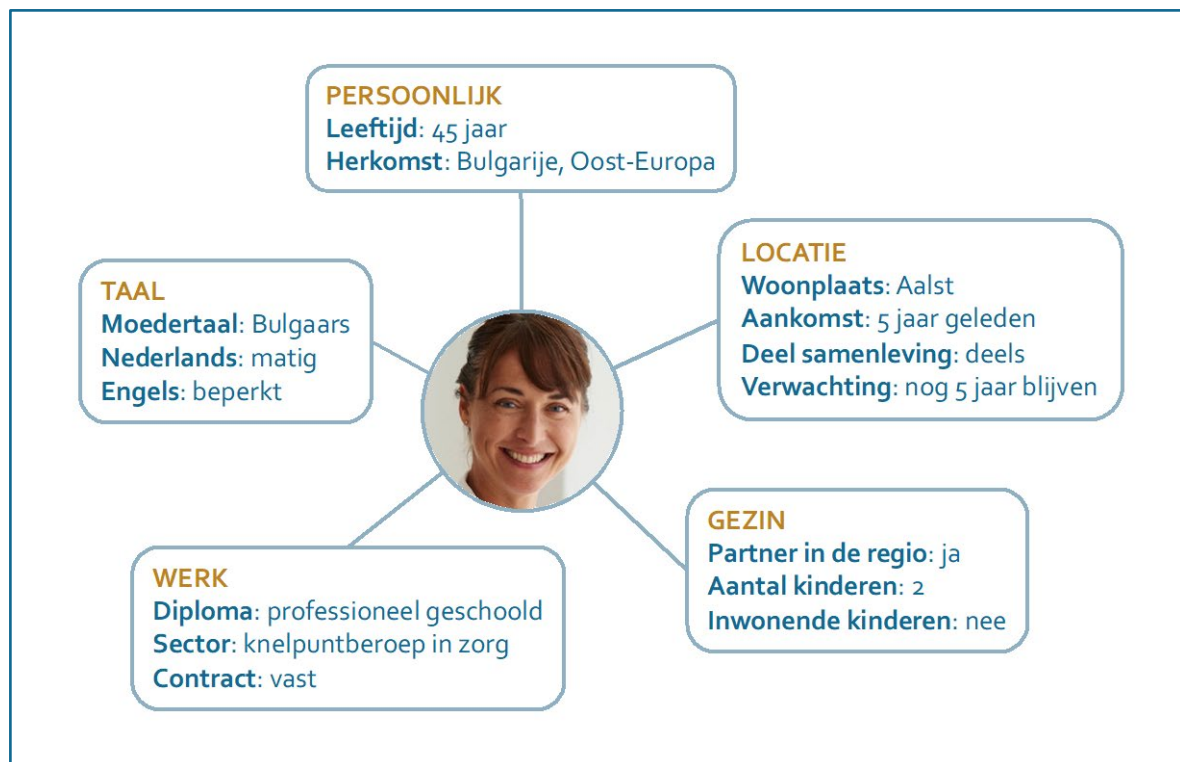 PERSOONLIJK
Leeftijd: 45 jaar
Herkomst: Bulgarije, Oost-Europa
LOCATIE
Woonplaats: Aalst
Aankomst: 5 jaar geleden
Deel samenleving: deels
Verwachting: nog 5 jaar blijven
TAAL
Moedertaal: Bulgaars
Nederlands: matig
Engels: beperkt
GEZIN
Partner in de regio: ja
Aantal kinderen: 2
Inwonende kinderen: nee
WERK
Diploma: professioneel geschoold
Sector: knelpuntberoep in zorg
Contract: vast